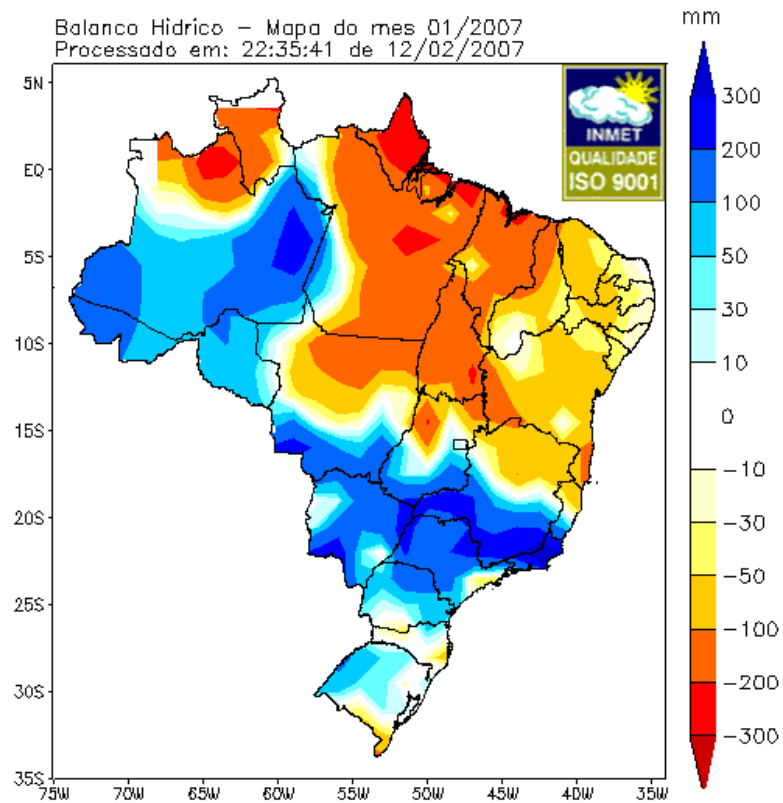 Balanco Hidrico – Mapa do mes 01/2007
Processado em: 22:35:41 de 12/02/2007
mm
INMET
QUALIDADE
ISO 9001
5N
EQ
5S
10S
15S
20S
25S
30S
35S
75W 70W 65W 60W 55W 50W 45W 40W 35W
300
200
100
50
30
10
0
-10
-30
-50
-100
-200
-300